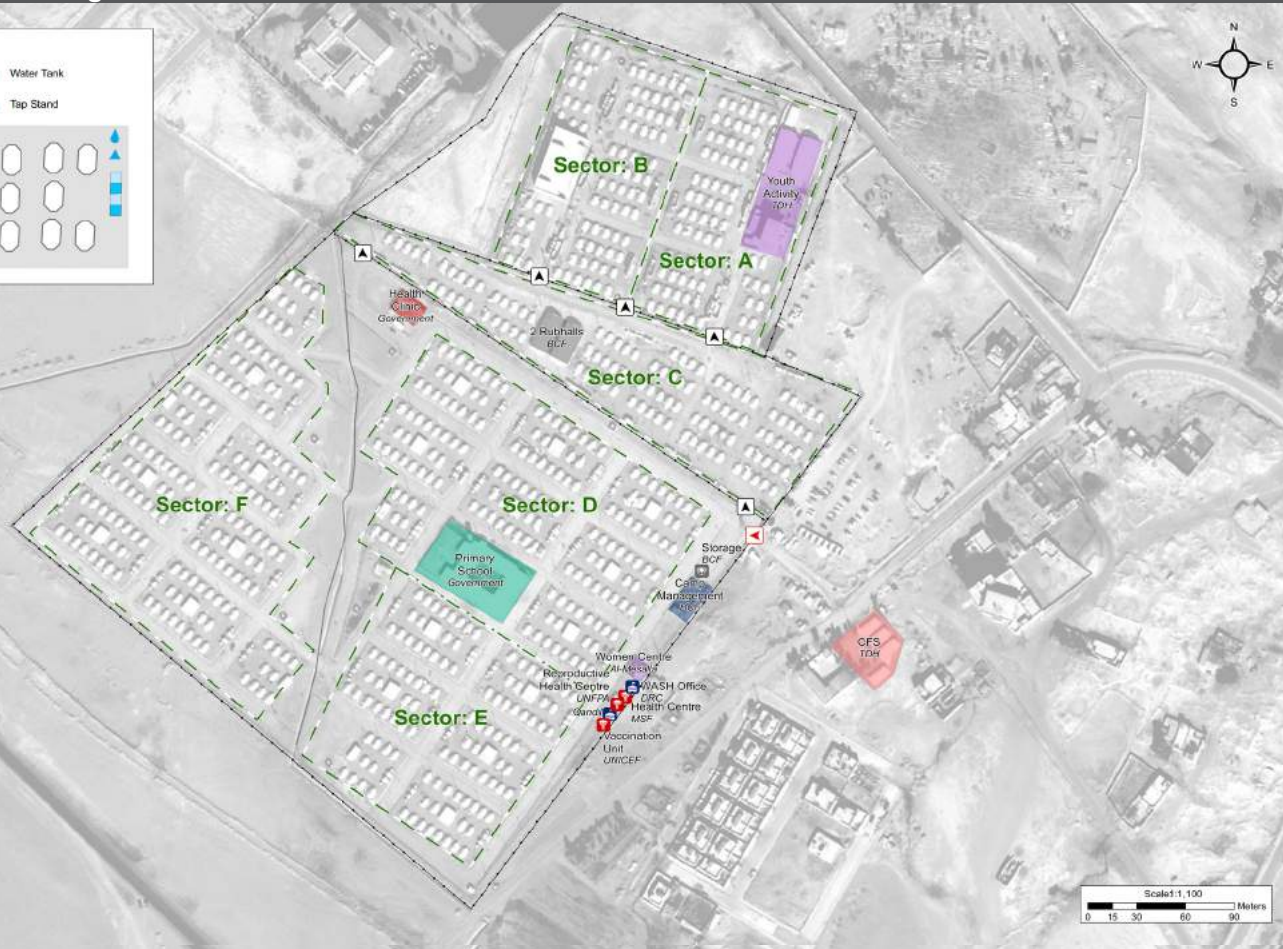 Water Tank
Tap Stand
N
W
E
S
Sector: B
Youth
Activity
TDH
Sector: A
Health
Clinic
Government
2 Rubhalls
BCF
Sector: C
Sector: F
Sector: D
Primary
School
Government
Storage
BCF
Camp
Management
CFS
TDH
Women Centre
Reproductive
Health Centre
UNFPA
WASH Office
DRC
Health Centre
MSF
Sector: E
Vaccination
Unit
UNICEF
Scale1:1,100
Meters
0 15 30 60 90